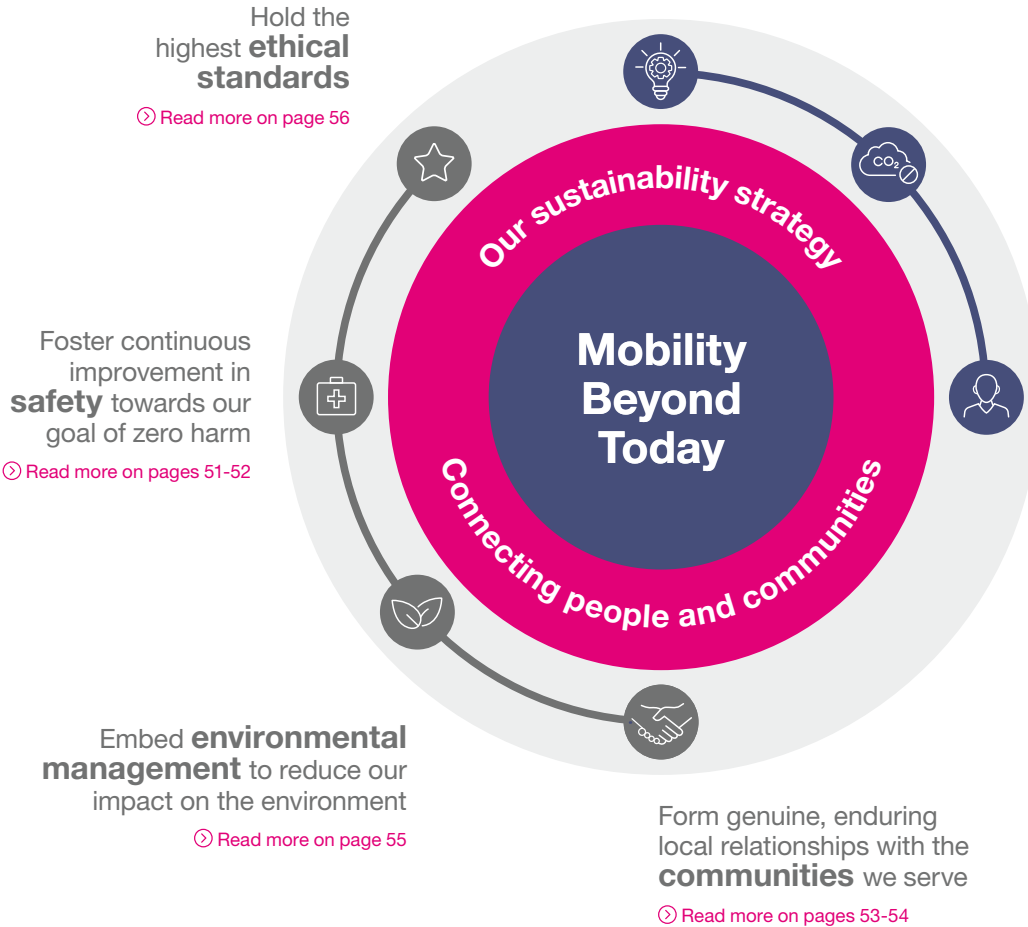 Hold the
highest ethical
standards
Read more on page 56
CO₂
Our sustainability strategy
Mobility
Beyond
Today
Connecting people and communities
Foster continuous
improvement in
safety towards our
goal of zero harm
Read more on pages 51-52
Embed environmental
management to reduce our
impact on the environment
Read more on page 55
Form genuine, enduring
local relationships with the
communities we serve
Read more on pages 53-54